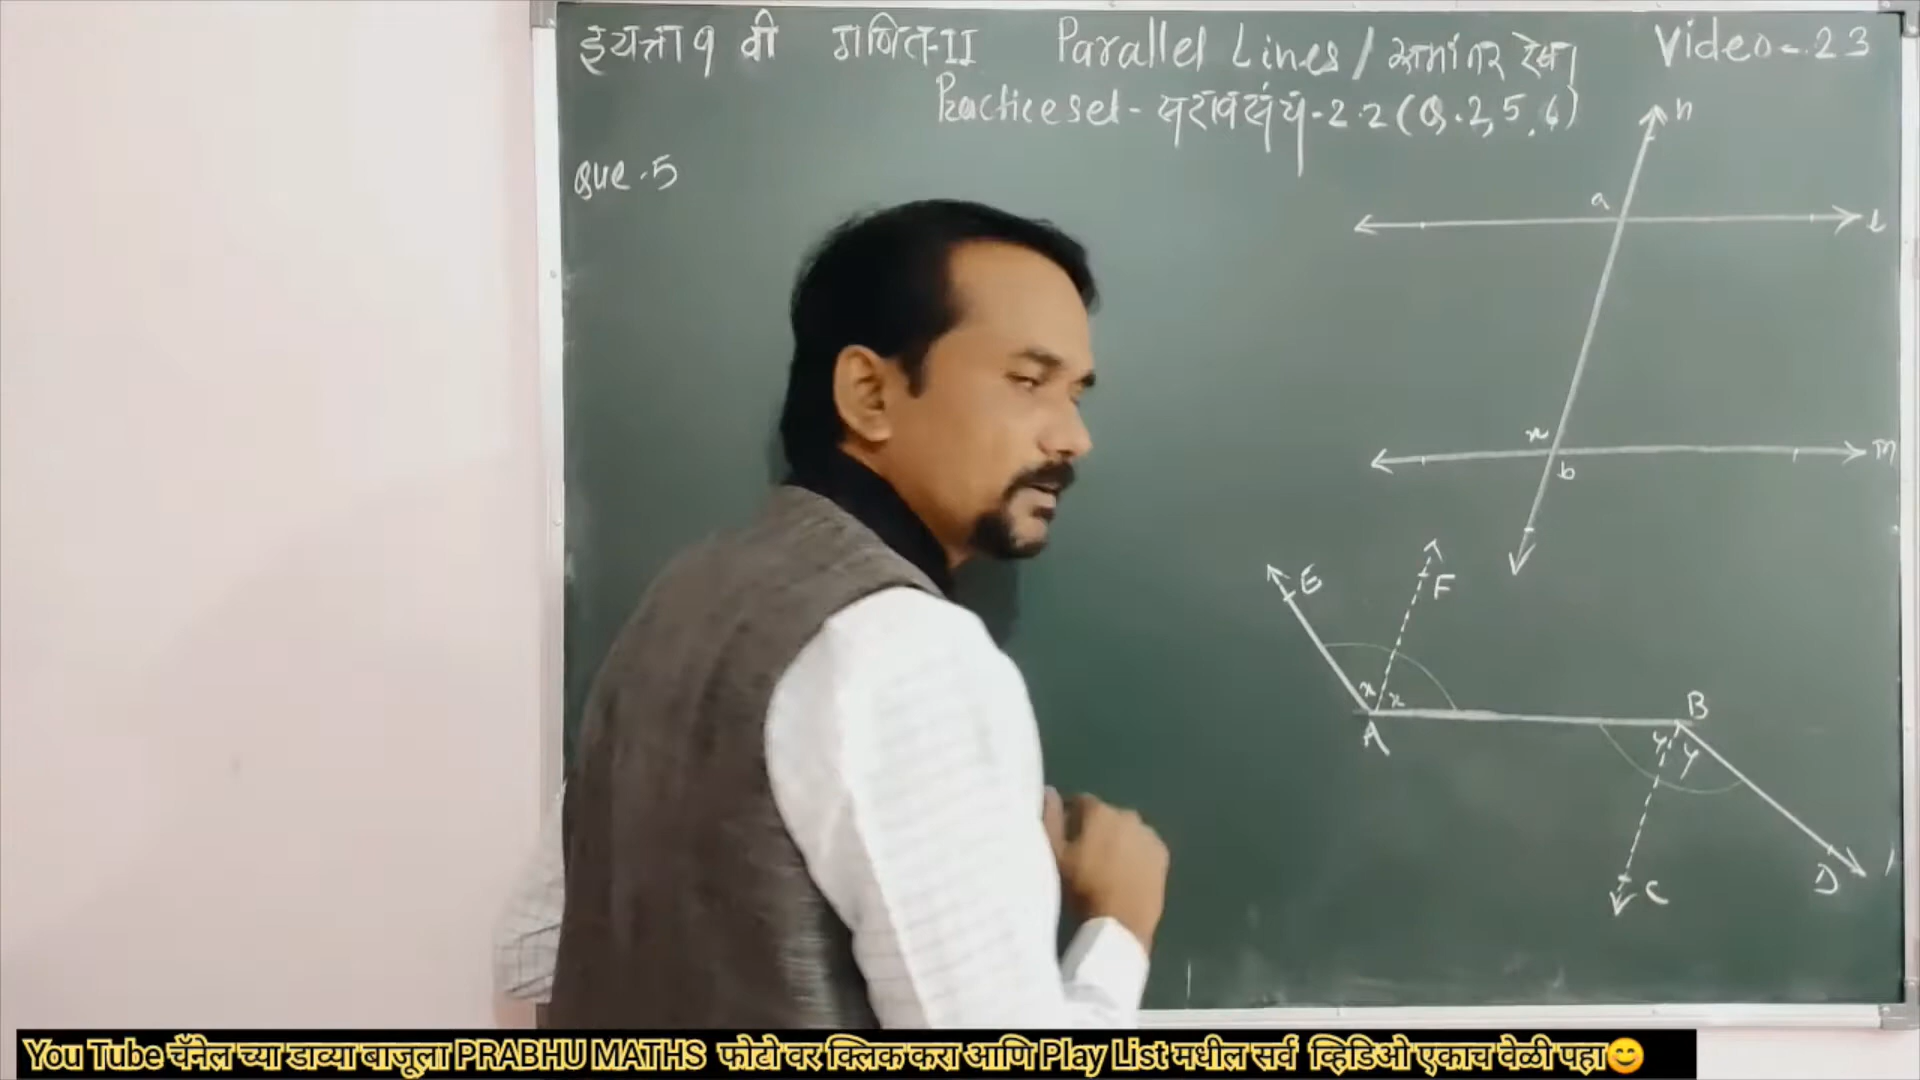 इयत्ता ९ वी गणित-II Parallel Lines / समांतर रेषा Video - 23
Practice set - सरावसंच - 2.2 (Q. 2, 5, 6)
Que. 5
n
a
l
x
m
b
E
F
x
x
A
B
y
y
C
D
You Tube चॅनेल च्या डाव्या बाजूला PRABHU MATHS फोटो वर क्लिक करा आणि Play List मधील सर्व व्हिडिओ एकाच वेळी पहा😊